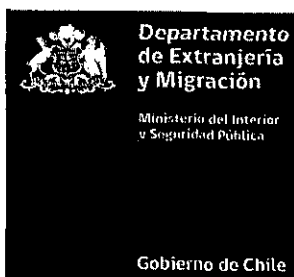 Departamento
de Extranjería
y Migración
Ministerio del Interior
y Seguridad Pública
Gobierno de Chile